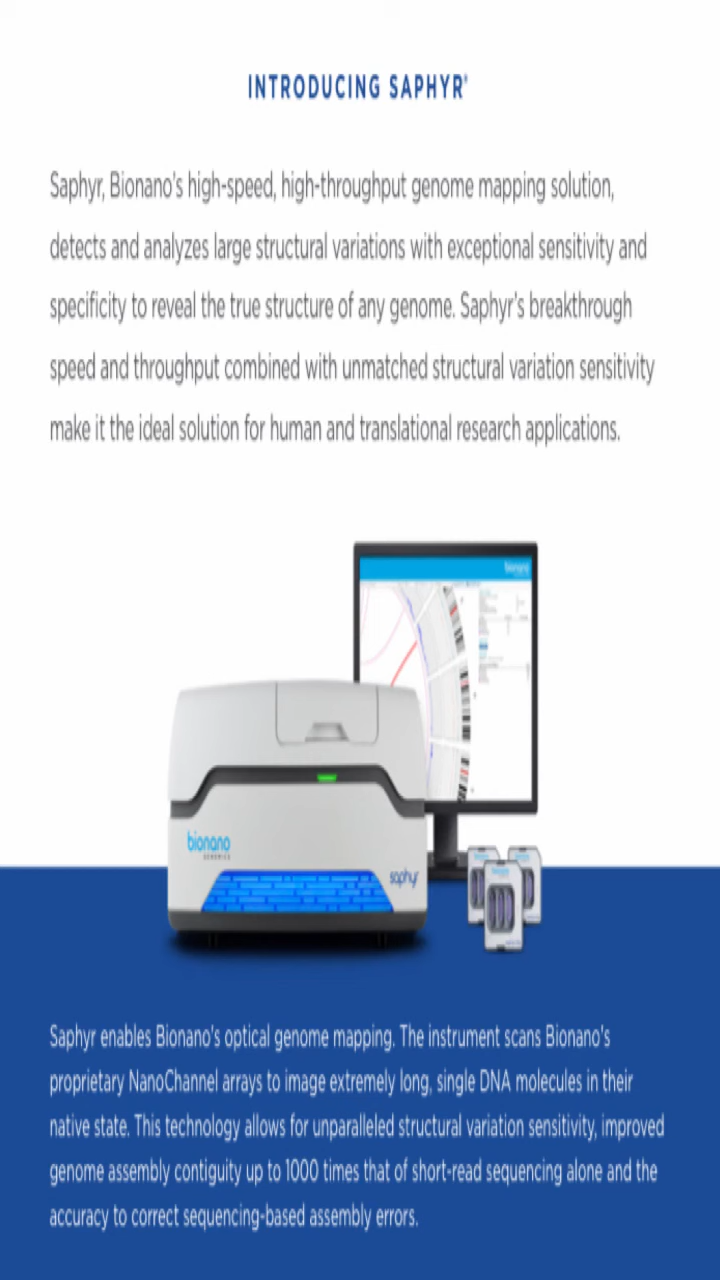 INTRODUCING SAPHYR®
Saphyr, Bionano's high-speed, high-throughput genome mapping solution,
detects and analyzes large structural variations with exceptional sensitivity and
specificity to reveal the true structure of any genome. Saphyr's breakthrough
speed and throughput combined with unmatched structural variation sensitivity
make it the ideal solution for human and translational research applications.
bionano
bionano
GENOMICS
saphyr
Saphyr enables Bionano's optical genome mapping. The instrument scans Bionano's
proprietary NanoChannel arrays to image extremely long, single DNA molecules in their
native state. This technology allows for unparalleled structural variation sensitivity, improved
genome assembly contiguity up to 1000 times that of short-read sequencing alone and the
accuracy to correct sequencing-based assembly errors.